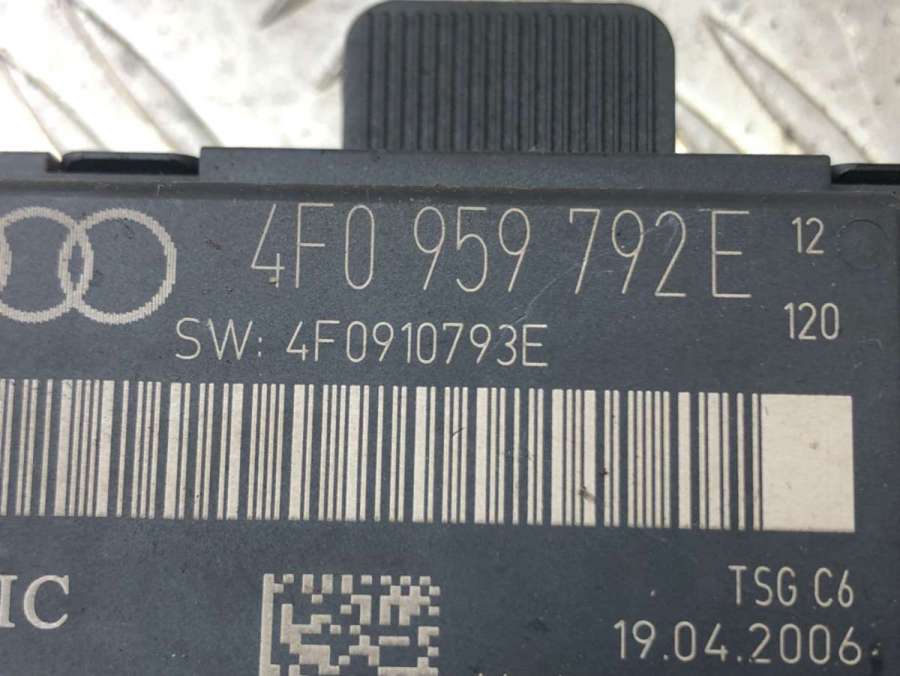 4F0 959 792E 12
120
SW: 4F0910793E
IC
TSG C6
19.04.2006